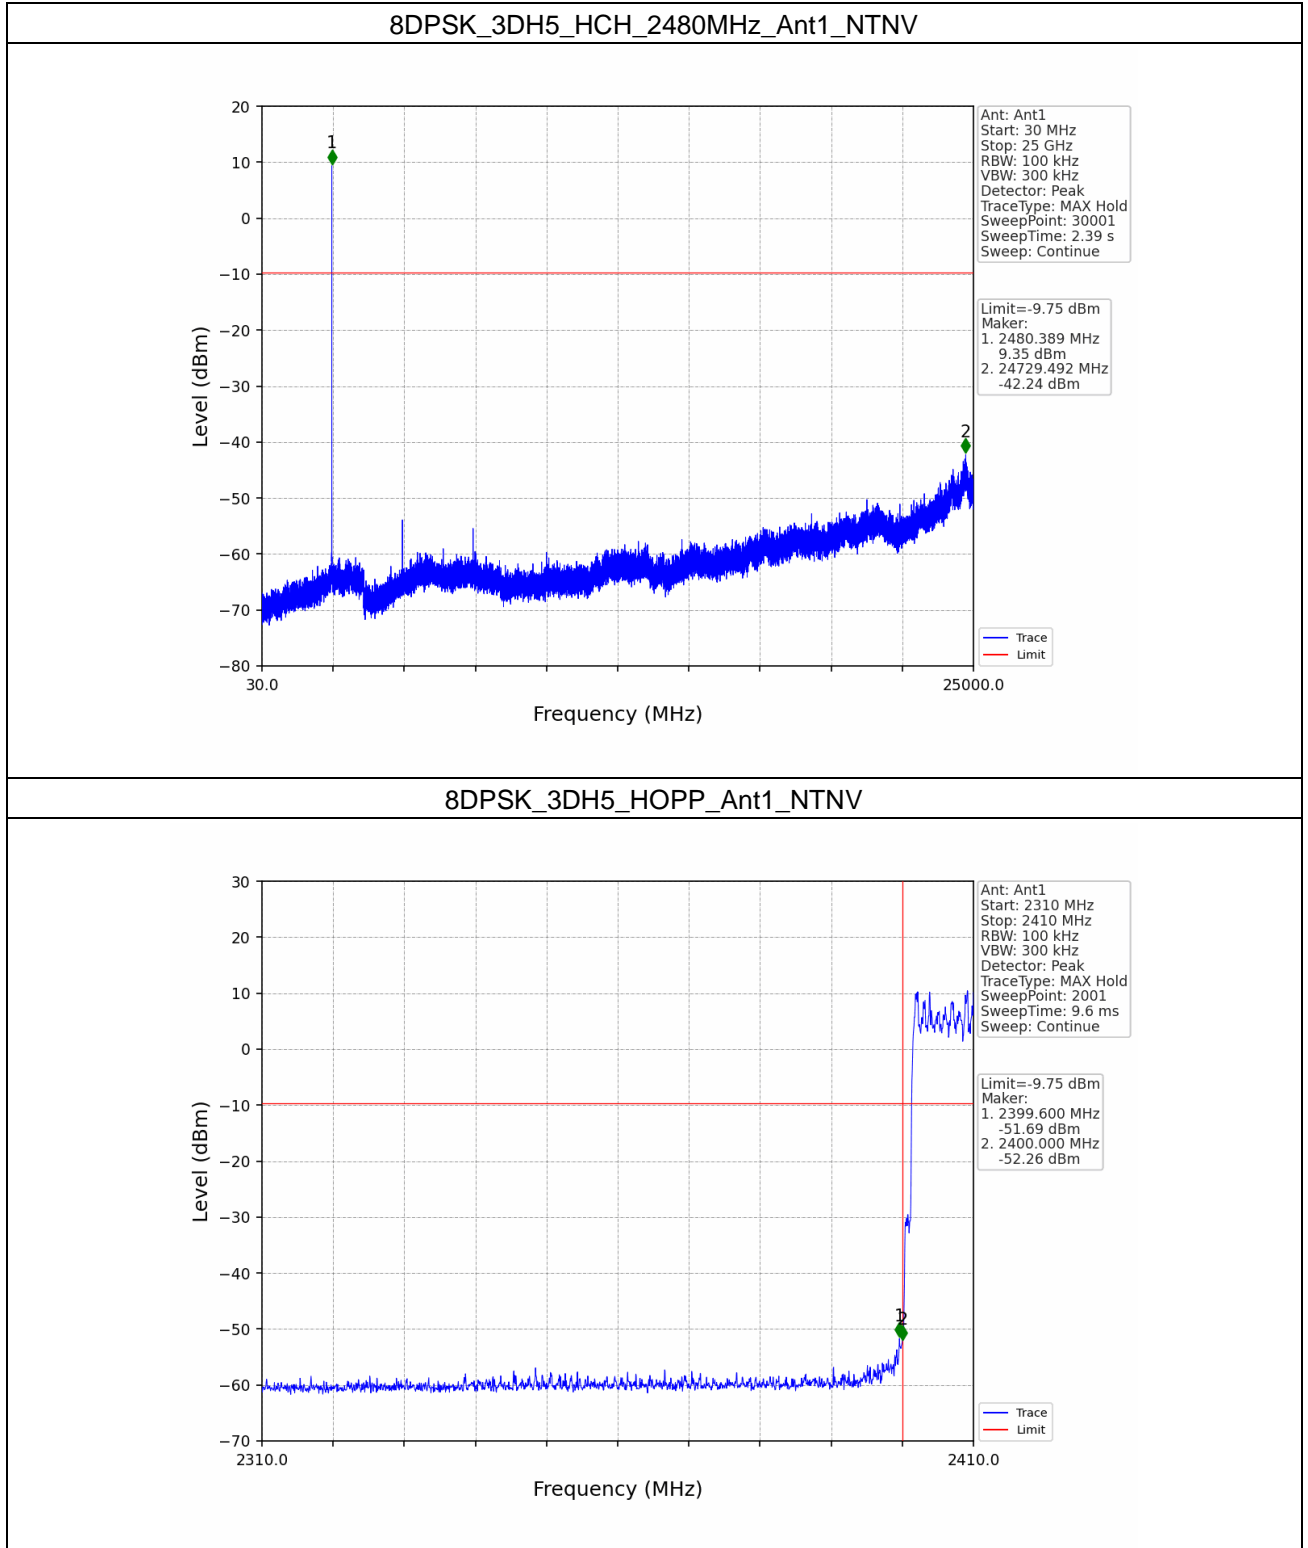 8DPSK_3DH5_HCH_2480MHz_Ant1_NTNV
20
10
0
−10
−20
−30
−40
−50
−60
−70
−80
Level (dBm)
1
2
30.0
25000.0
Frequency (MHz)
Ant: Ant1
Start: 30 MHz
Stop: 25 GHz
RBW: 100 kHz
VBW: 300 kHz
Detector: Peak
TraceType: MAX Hold
SweepPoint: 30001
SweepTime: 2.39 s
Sweep: Continue
Limit=-9.75 dBm
Maker:
1. 2480.389 MHz
9.35 dBm
2. 24729.492 MHz
-42.24 dBm
Trace
Limit
8DPSK_3DH5_HOPP_Ant1_NTNV
30
20
10
0
−10
−20
−30
−40
−50
−60
−70
Level (dBm)
1
2
2310.0
2410.0
Frequency (MHz)
Ant: Ant1
Start: 2310 MHz
Stop: 2410 MHz
RBW: 100 kHz
VBW: 300 kHz
Detector: Peak
TraceType: MAX Hold
SweepPoint: 2001
SweepTime: 9.6 ms
Sweep: Continue
Limit=-9.75 dBm
Maker:
1. 2399.600 MHz
-51.69 dBm
2. 2400.000 MHz
-52.26 dBm
Trace
Limit